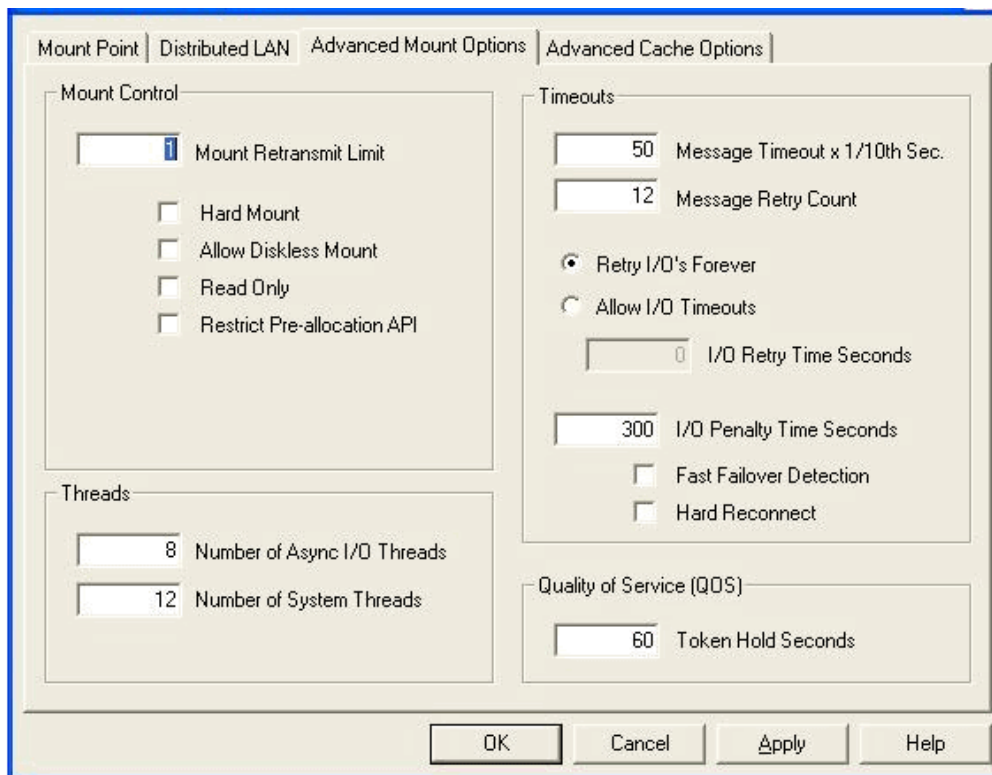 Mount Point
Distributed LAN
Advanced Mount Options
Advanced Cache Options
Mount Control
1 Mount Retransmit Limit
Hard Mount
Allow Diskless Mount
Read Only
Restrict Pre-allocation API
Threads
8 Number of Async I/O Threads
12 Number of System Threads
Timeouts
50 Message Timeout x 1/10th Sec.
12 Message Retry Count
Retry I/O's Forever
Allow I/O Timeouts
0 I/O Retry Time Seconds
300 I/O Penalty Time Seconds
Fast Failover Detection
Hard Reconnect
Quality of Service (QOS)
60 Token Hold Seconds
OK
Cancel
Apply
Help